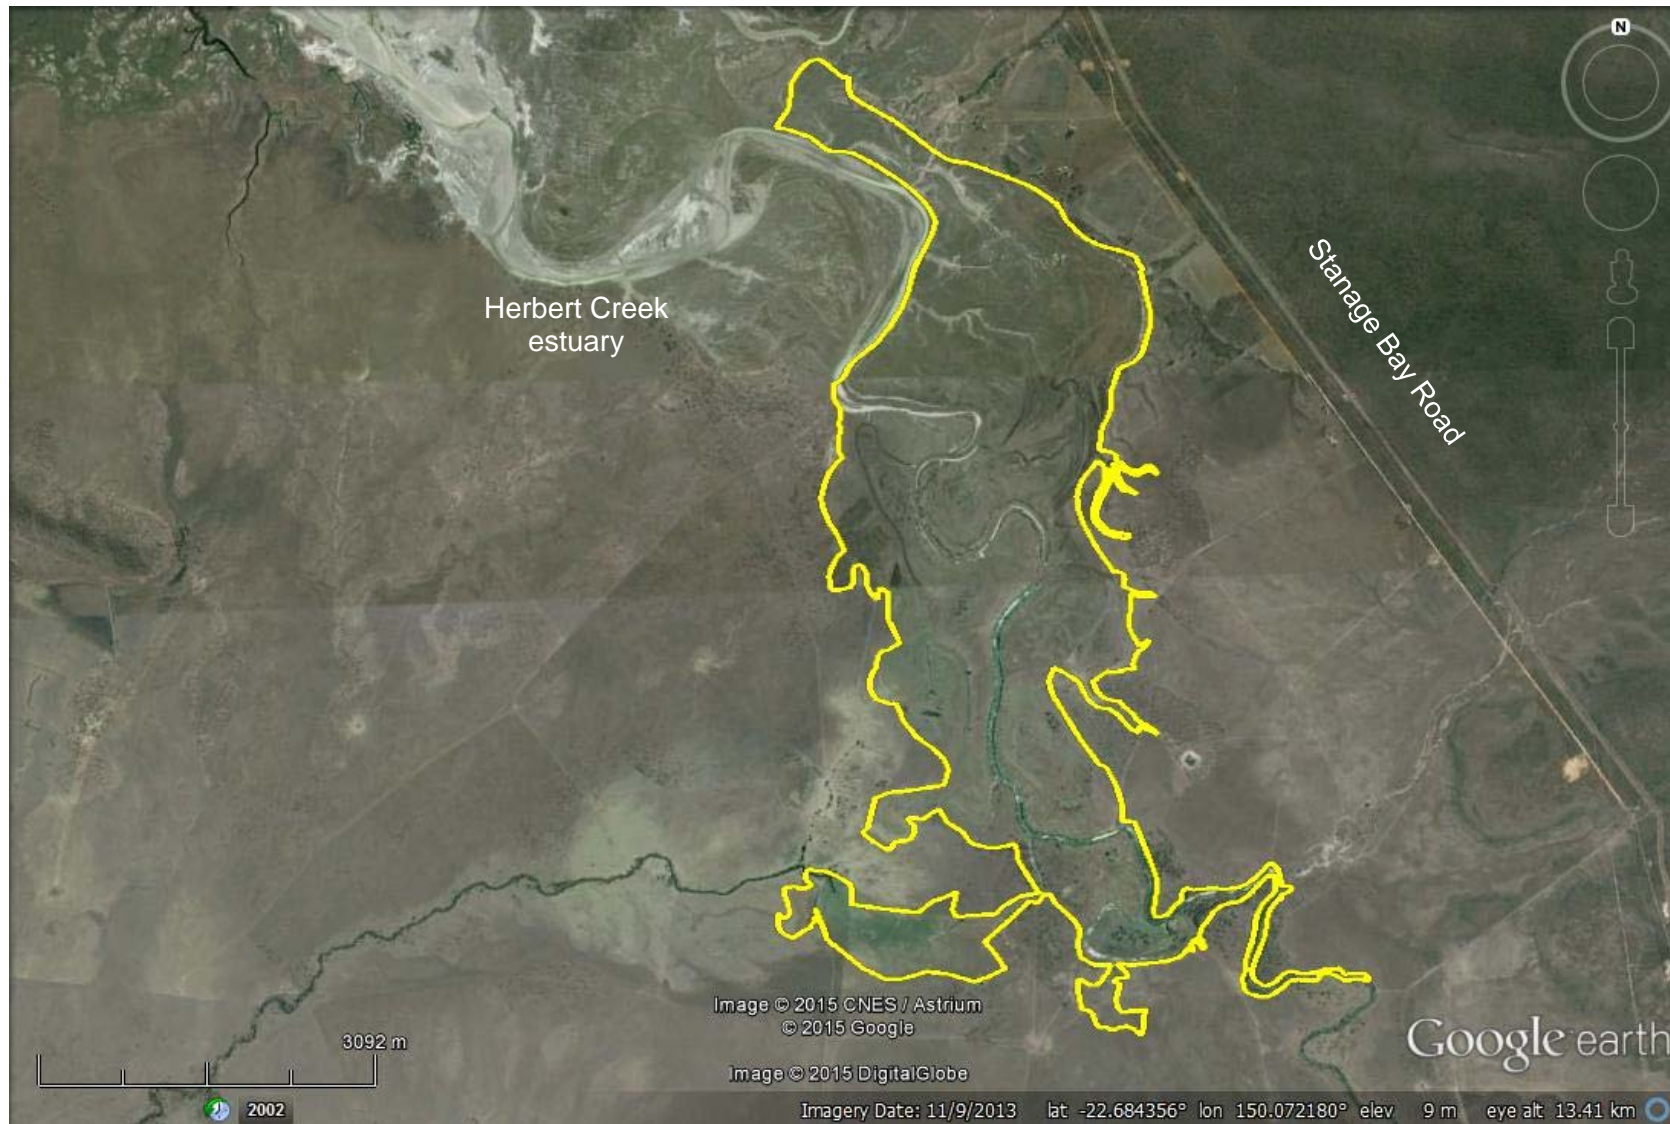 N
Herbert Creek
estuary
Stanage Bay Road
Image © 2015 CNES / Astrium
© 2015 Google
3092 m
Google earth
Image © 2015 DigitalGlobe
2002
Imagery Date: 11/9/2013 lat -22.684356° lon 150.072180° elev 9 m eye alt 13.41 km